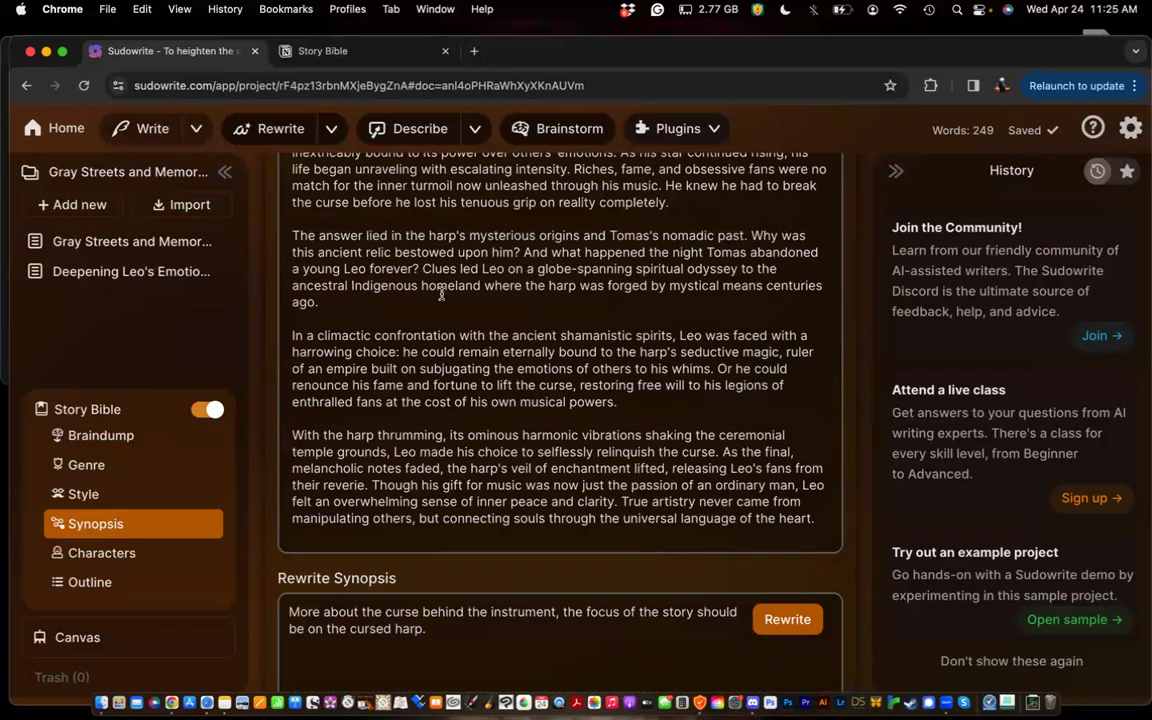 Chrome File Edit View History Bookmarks Profiles Tab Window Help 2.77 GB Wed Apr 24 11:25 AM
Sudowrite - To heighten the e
Story Bible
sudowrite.com/app/project/rF4pz13rbnMXjeBygZnA#doc=anI4oPHRaWhXyXKnAUVm
Relaunch to update
Home
Write
Rewrite
Describe
Brainstorm
Plugins
Words: 249
Saved
Gray Streets and Memor...
+ Add new
Import
Gray Streets and Memor...
Deepening Leo's Emotio...
Story Bible
Braindump
Genre
Style
Synopsis
Characters
Outline
Canvas
Trash (0)
inextricably bound to its power over others' emotions. As his star continued rising, his
life began unraveling with escalating intensity. Riches, fame, and obsessive fans were no
match for the inner turmoil now unleashed through his music. He knew he had to break
the curse before he lost his tenuous grip on reality completely.
The answer lied in the harp's mysterious origins and Tomas's nomadic past. Why was
this ancient relic bestowed upon him? And what happened the night Tomas abandoned
a young Leo forever? Clues led Leo on a globe-spanning spiritual odyssey to the
ancestral Indigenous homeland where the harp was forged by mystical means centuries
ago.
In a climactic confrontation with the ancient shamanistic spirits, Leo was faced with a
harrowing choice: he could remain eternally bound to the harp's seductive magic, ruler
of an empire built on subjugating the emotions of others to his whims. Or he could
renounce his fame and fortune to lift the curse, restoring free will to his legions of
enthralled fans at the cost of his own musical powers.
With the harp thrumming, its ominous harmonic vibrations shaking the ceremonial
temple grounds, Leo made his choice to selflessly relinquish the curse. As the final,
melancholic notes faded, the harp's veil of enchantment lifted, releasing Leo's fans from
their reverie. Though his gift for music was now just the passion of an ordinary man, Leo
felt an overwhelming sense of inner peace and clarity. True artistry never came from
manipulating others, but connecting souls through the universal language of the heart.
Rewrite Synopsis
More about the curse behind the instrument, the focus of the story should
be on the cursed harp.
Rewrite
History
Join the Community!
Learn from our friendly community of
AI-assisted writers. The Sudowrite
Discord is the ultimate source of
feedback, help, and advice.
Join →
Attend a live class
Get answers to your questions from AI
writing experts. There's a class for
every skill level, from Beginner
to Advanced.
Sign up →
Try out an example project
Go hands-on with a Sudowrite demo by
experimenting in this sample project.
Open sample →
Don't show these again